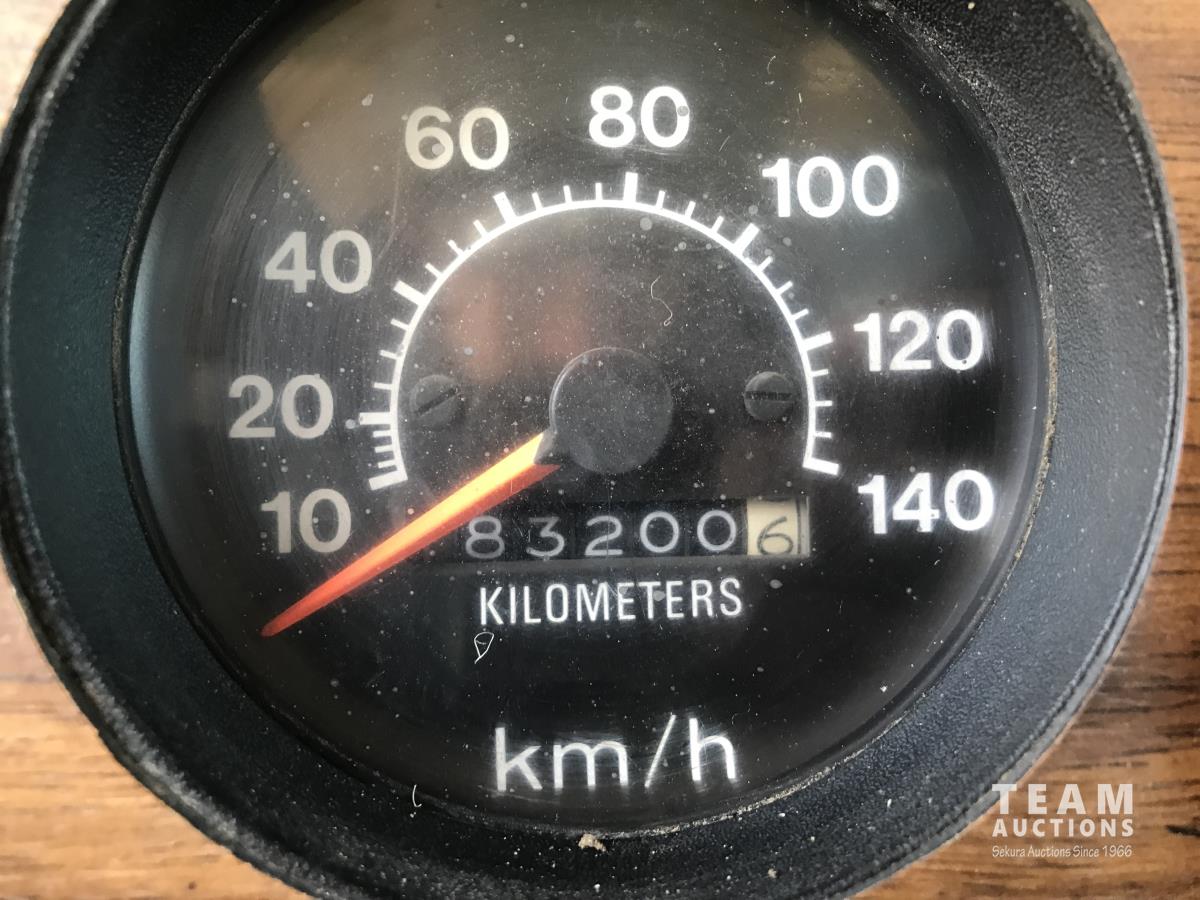 80
60
100
40
120
20
140
10
832006
KILOMETERS
km/h
TEAM
AUCTIONS
Sekura Auctions Since 1966